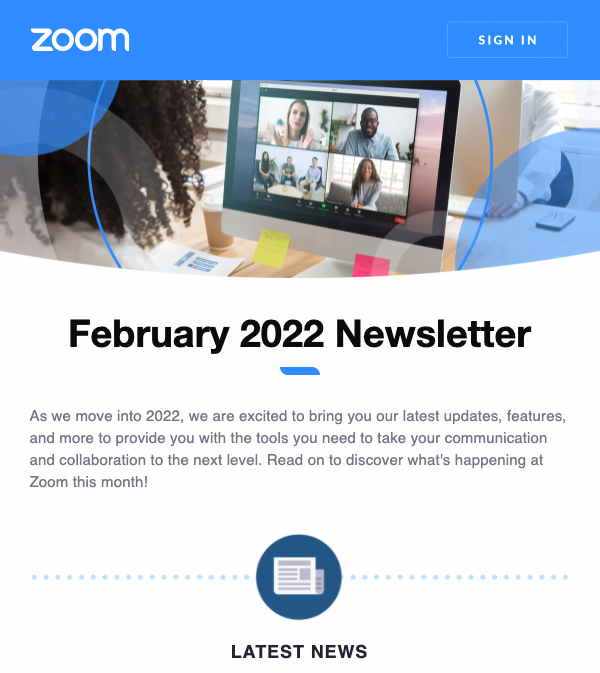 zoom
SIGN IN
February 2022 Newsletter
As we move into 2022, we are excited to bring you our latest updates, features,
and more to provide you with the tools you need to take your communication
and collaboration to the next level. Read on to discover what's happening at
Zoom this month!
LATEST NEWS